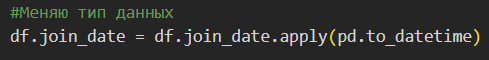 #Меняю тип данных
df.join_date = df.join_date.apply(pd.to_datetime)